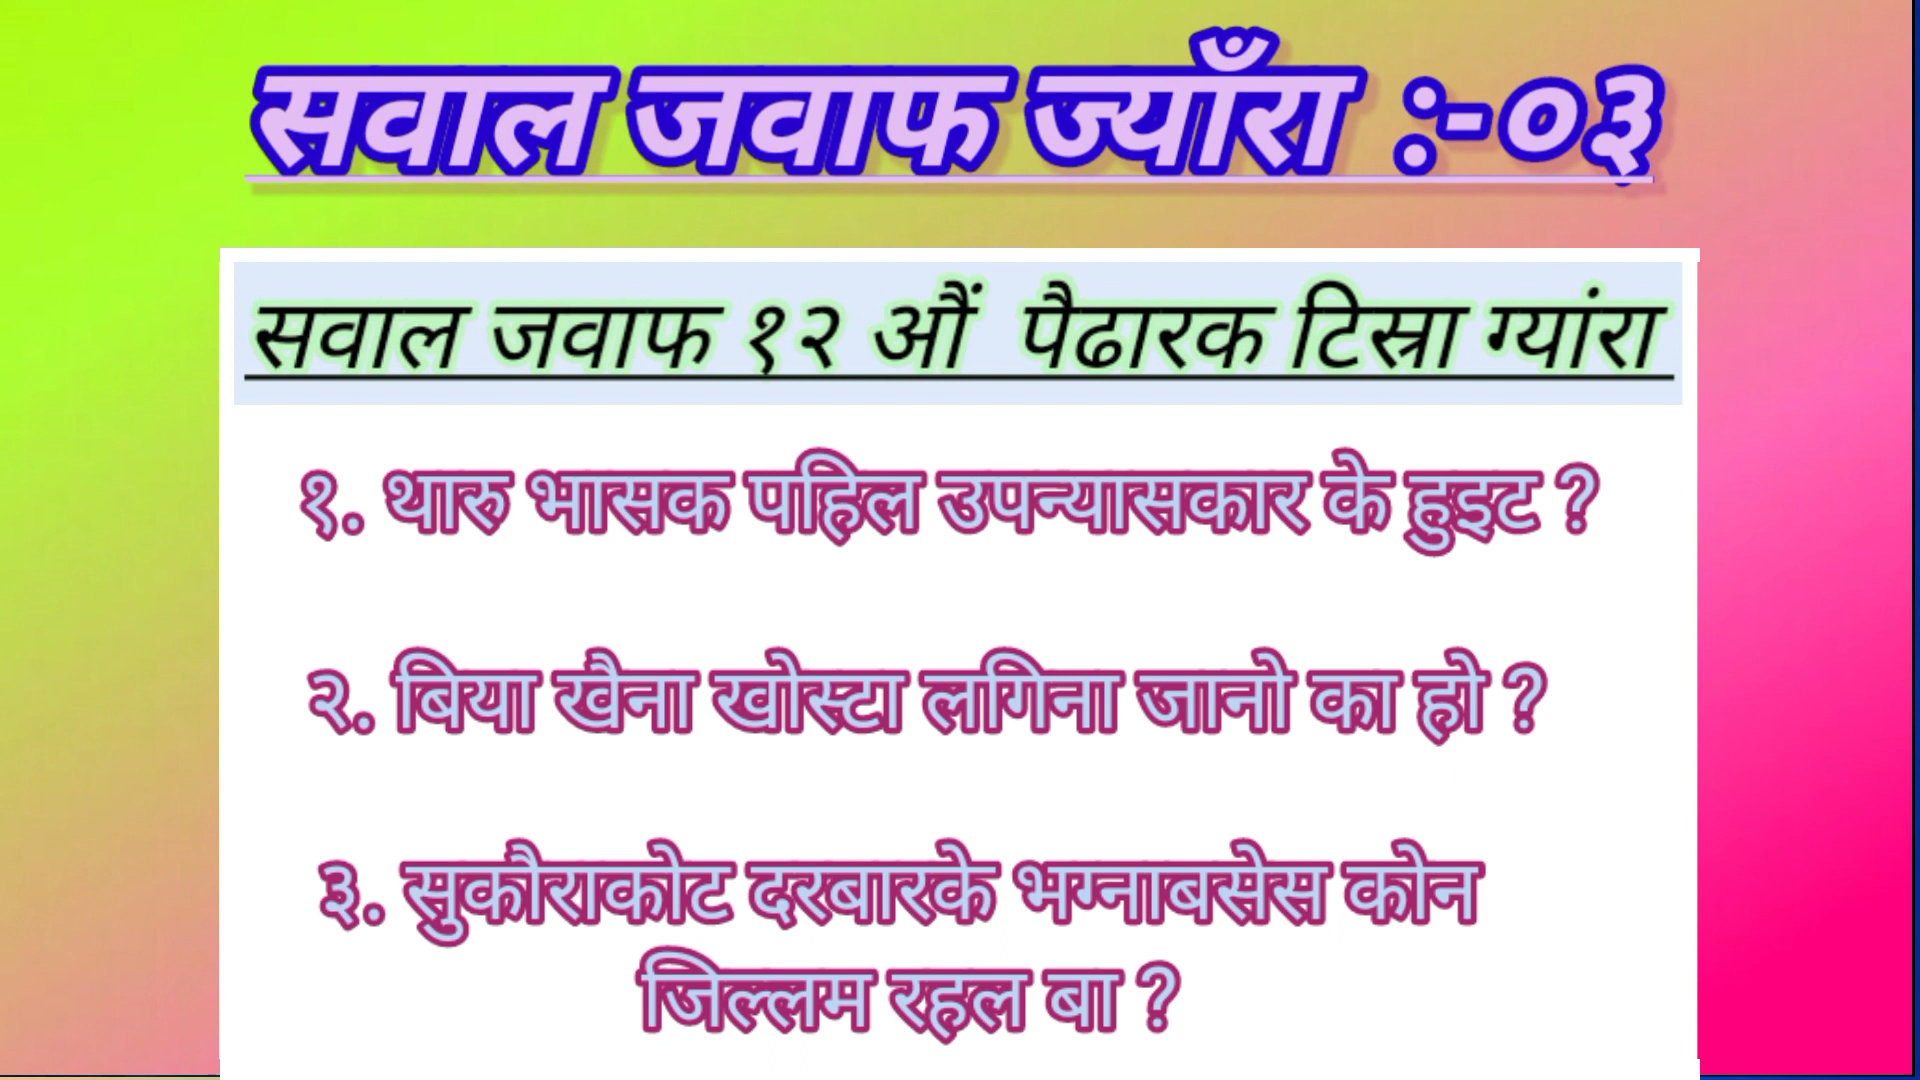 सवाल जवाफ ज्याँरा :-०३
सवाल जवाफ १२ औं पैढारक टिस्रा ग्यांरा
१. थारु भासक पहिल उपन्यासकार के हुइट ?
२. बिया खैना खोस्टा लगिना जानो का हो ?
३. सुकौराकोट दरबारके भग्नाबसेस कोन
जिल्लम रहल बा ?